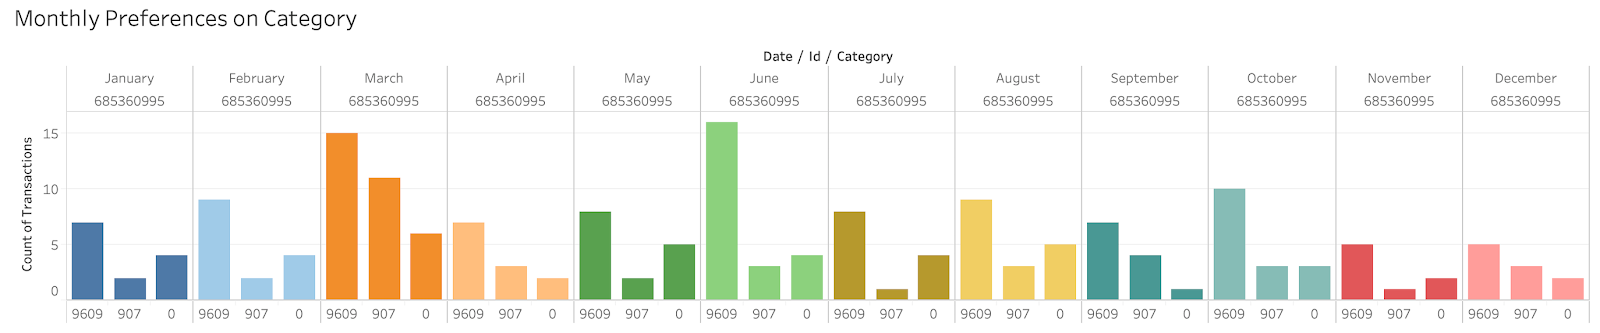 Monthly Preferences on Category
Date / Id / Category
January February March April May June July August September October November December
685360995 685360995 685360995 685360995 685360995 685360995 685360995 685360995 685360995 685360995 685360995 685360995
Count of Transactions
15
10
5
0
9609 907 0 9609 907 0 9609 907 0 9609 907 0 9609 907 0 9609 907 0 9609 907 0 9609 907 0 9609 907 0 9609 907 0 9609 907 0 9609 907 0